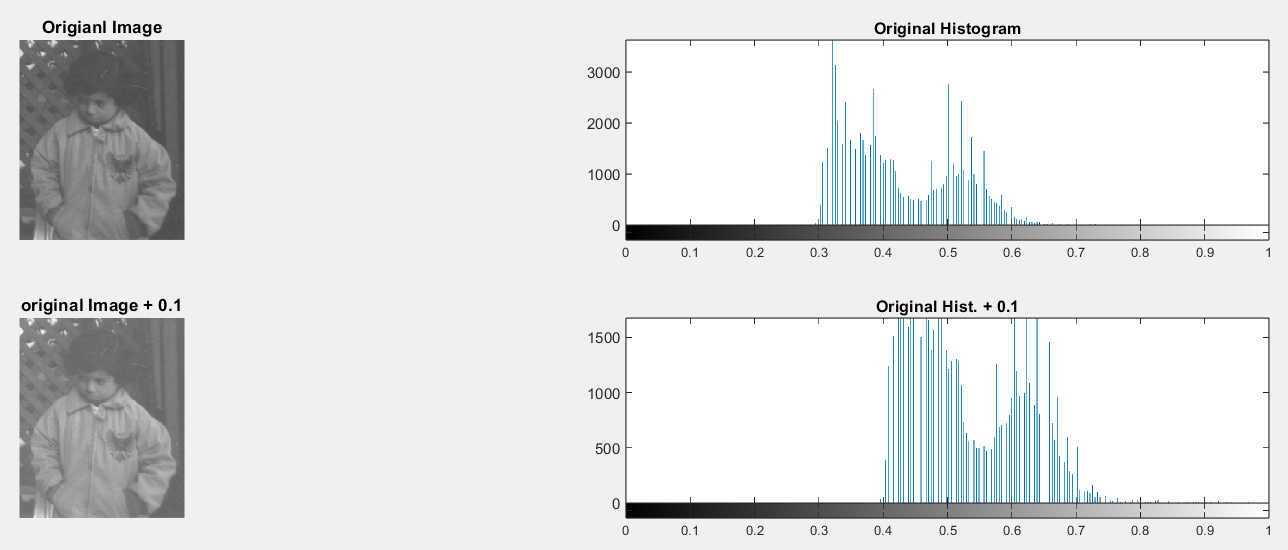 Origianl Image
Original Histogram
3000
2000
1000
0
0 0.1 0.2 0.3 0.4 0.5 0.6 0.7 0.8 0.9 1
original Image + 0.1
Original Hist. + 0.1
1500
1000
500
0
0 0.1 0.2 0.3 0.4 0.5 0.6 0.7 0.8 0.9 1